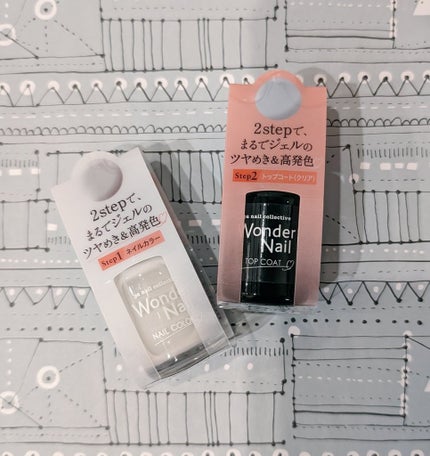 2stepで、
まるでジェルの
ツヤめき&高発色
Step1 ネイルカラー
nail collective
Wonder
Nail
NAIL COLOR
2stepで、
まるでジェルの
ツヤめき&高発色
Step2 トップコート(クリア)
nail collective
Wonder
Nail
TOP COAT